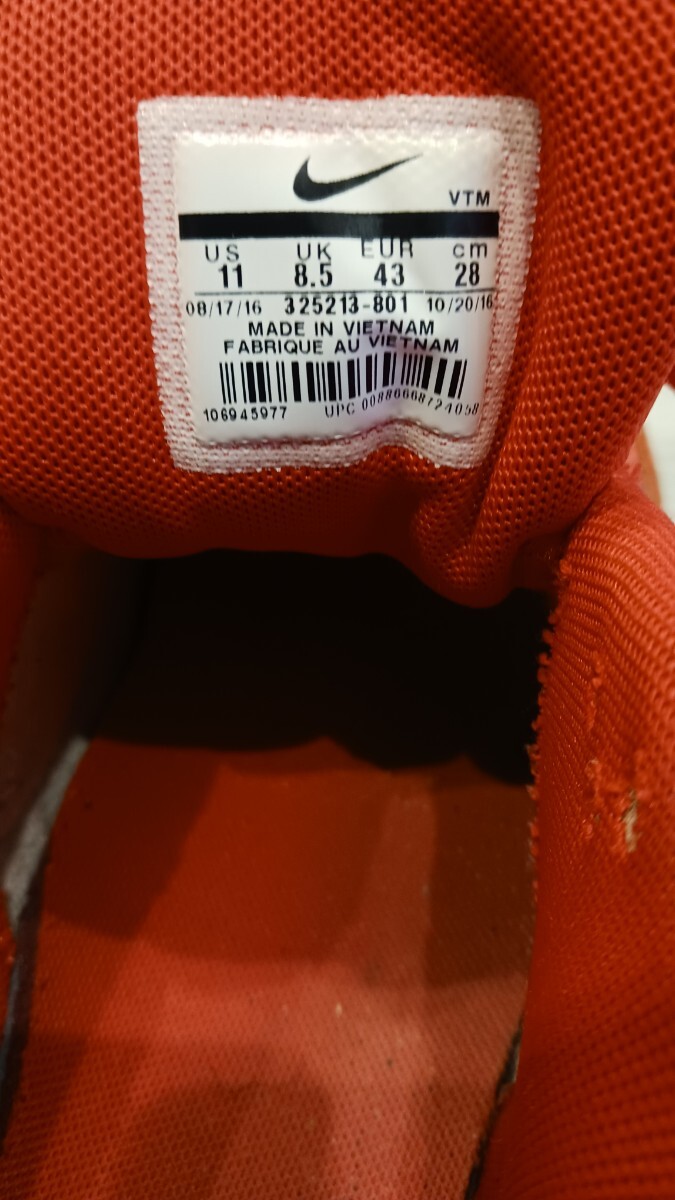 VTM
US UK EUR cm
11 8.5 43 28
08/17/16 325213-801 10/20/16
MADE IN VIETNAM
FABRIQUE AU VIETNAM
106945977 UPC 00886668724058